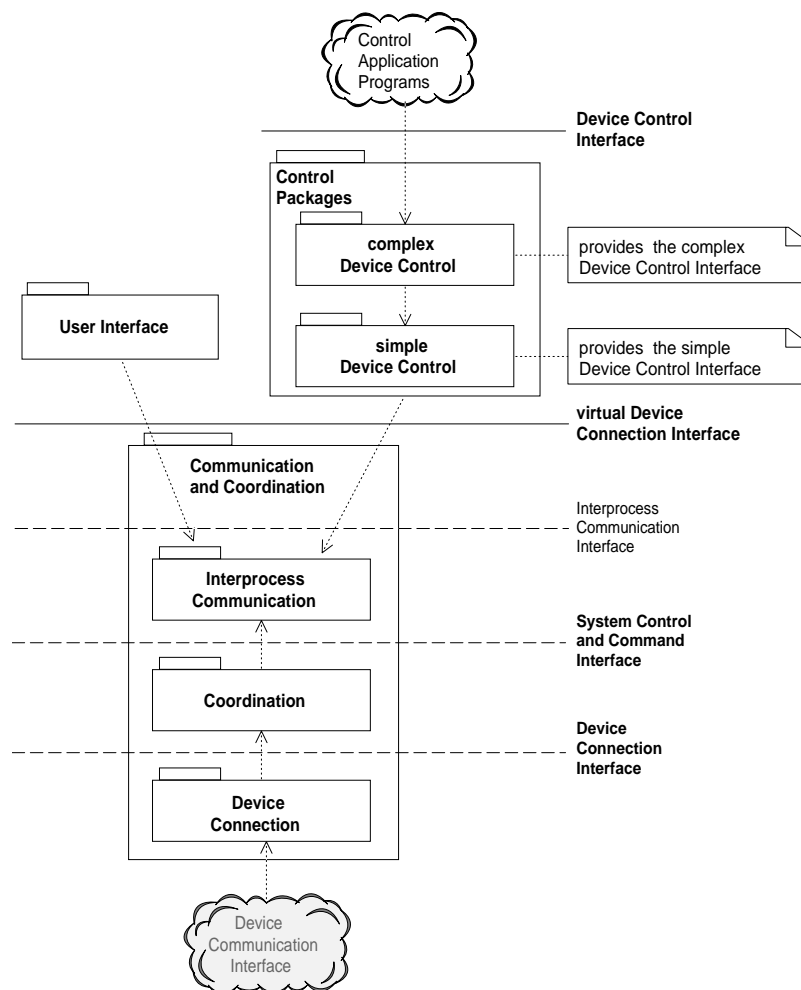 Control
Application
Programs
Device Control
Interface
Control
Packages
complex
Device Control
provides the complex
Device Control Interface
User Interface
simple
Device Control
provides the simple
Device Control Interface
virtual Device
Connection Interface
Communication
and Coordination
Interprocess
Communication
Interface
Interprocess
Communication
System Control
and Command
Interface
Coordination
Device
Connection
Interface
Device
Connection
Device
Communication
Interface